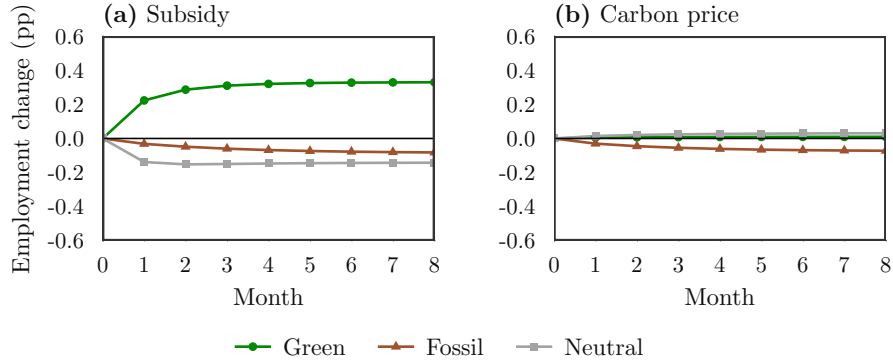 (a) Subsidy
(b) Carbon price
Employment change (pp)
0.6
0.4
0.2
0.0
-0.2
-0.4
-0.6
0 1 2 3 4 5 6 7 8
Month
0.6
0.4
0.2
0.0
-0.2
-0.4
-0.6
0 1 2 3 4 5 6 7 8
Month
Green Fossil Neutral